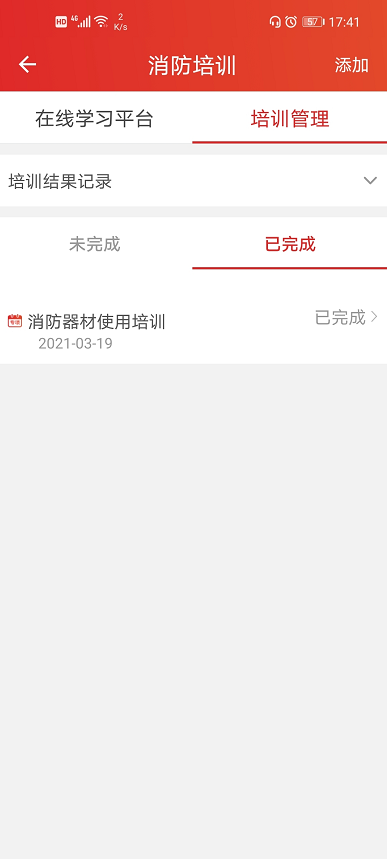 HD 4G 2 K/s 57 17:41
消防培训 添加
在线学习平台 培训管理
培训结果记录
未完成 已完成
消防器材使用培训 已完成
2021-03-19